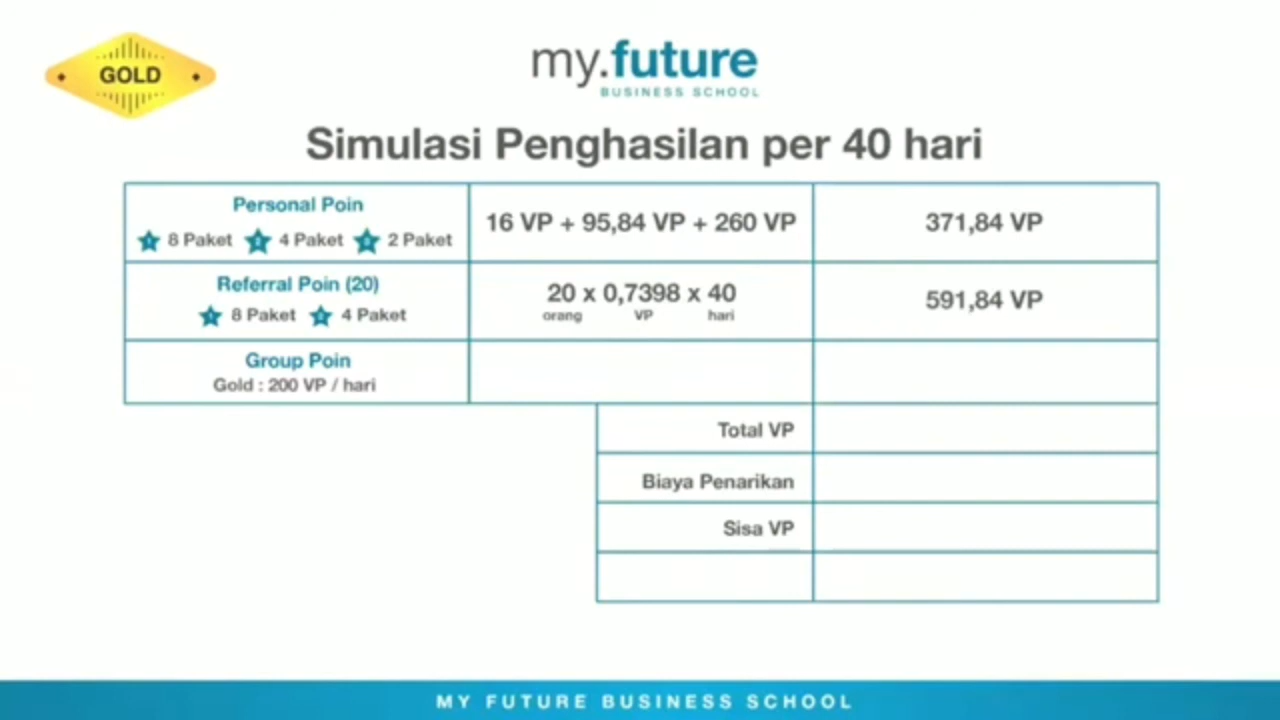 GOLD
my.future
BUSINESS SCHOOL
Simulasi Penghasilan per 40 hari
Personal Poin
8 Paket 4 Paket 2 Paket
16 VP + 95,84 VP + 260 VP
371,84 VP
Referral Poin (20)
8 Paket 4 Paket
20 x 0,7398 x 40
orang VP hari
591,84 VP
Group Poin
Gold : 200 VP / hari
Total VP
Biaya Penarikan
Sisa VP
MY FUTURE BUSINESS SCHOOL